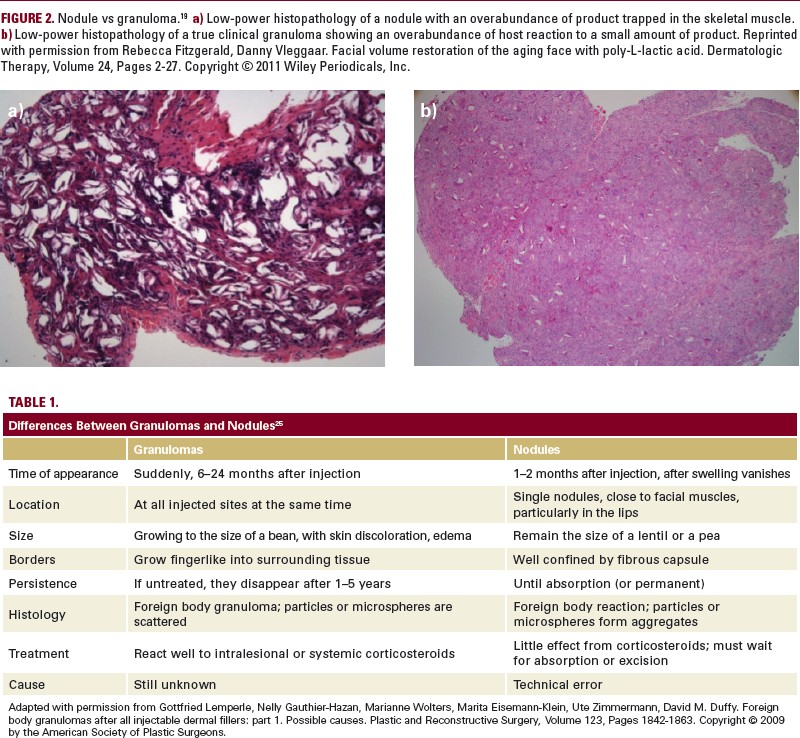 FIGURE 2. Nodule vs granuloma.¹⁹ a) Low-power histopathology of a nodule with an overabundance of product trapped in the skeletal muscle.
b) Low-power histopathology of a true clinical granuloma showing an overabundance of host reaction to a small amount of product. Reprinted
with permission from Rebecca Fitzgerald, Danny Vleggaar. Facial volume restoration of the aging face with poly-L-lactic acid. Dermatologic
Therapy, Volume 24, Pages 2-27. Copyright © 2011 Wiley Periodicals, Inc.
a)
b)
TABLE 1.
Differences Between Granulomas and Nodules²⁵
Granulomas Nodules
Time of appearance Suddenly, 6–24 months after injection 1–2 months after injection, after swelling vanishes
Location At all injected sites at the same time Single nodules, close to facial muscles,
particularly in the lips
Size Growing to the size of a bean, with skin discoloration, edema Remain the size of a lentil or a pea
Borders Grow fingerlike into surrounding tissue Well confined by fibrous capsule
Persistence If untreated, they disappear after 1–5 years Until absorption (or permanent)
Histology Foreign body granuloma; particles or microspheres are
scattered Foreign body reaction; particles or
microspheres form aggregates
Treatment React well to intralesional or systemic corticosteroids Little effect from corticosteroids; must wait
for absorption or excision
Cause Still unknown Technical error
Adapted with permission from Gottfried Lemperle, Nelly Gauthier-Hazan, Marianne Wolters, Marita Eisemann-Klein, Ute Zimmermann, David M. Duffy. Foreign
body granulomas after all injectable dermal fillers: part 1. Possible causes. Plastic and Reconstructive Surgery, Volume 123, Pages 1842-1863. Copyright © 2009
by the American Society of Plastic Surgeons.